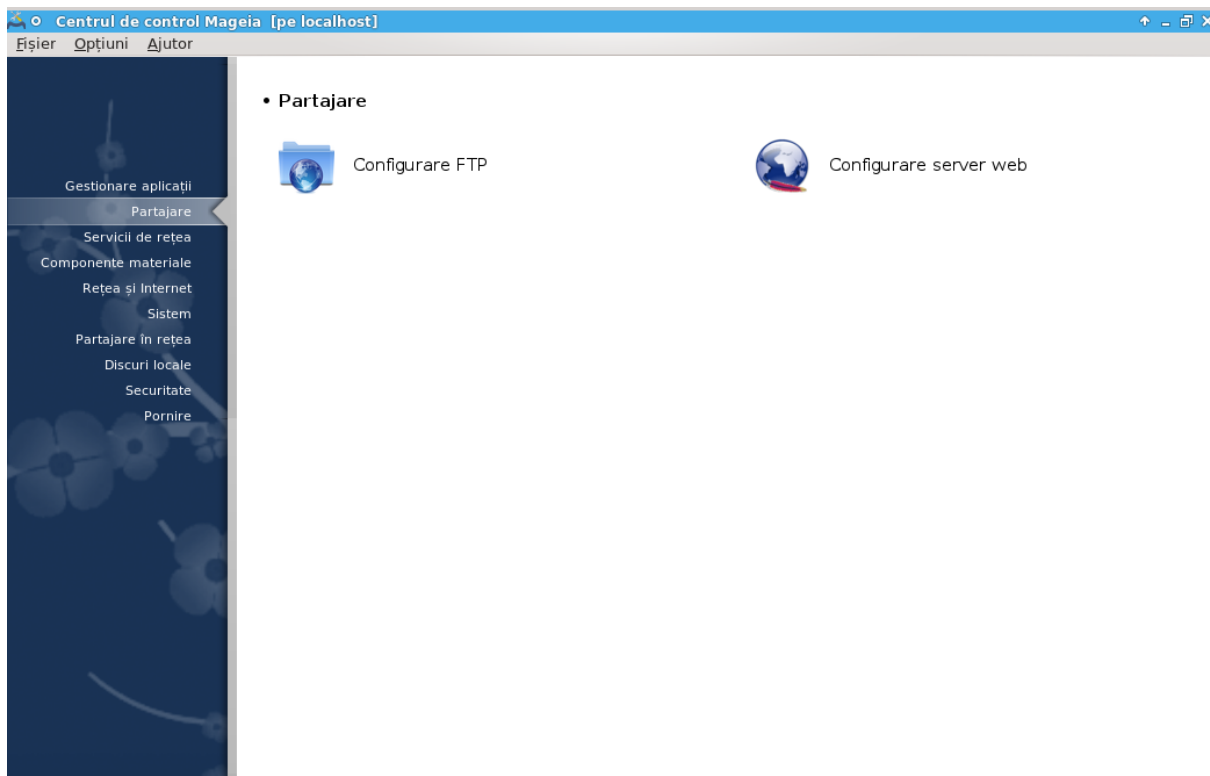 Centrul de control Mageia [pe localhost]
Fișier Opțiuni Ajutor
• Partajare
Configurare FTP
Configurare server web
Gestionare aplicații
Partajare
Servicii de rețea
Componente materiale
Rețea și Internet
Sistem
Partajare în rețea
Discuri locale
Securitate
Pornire